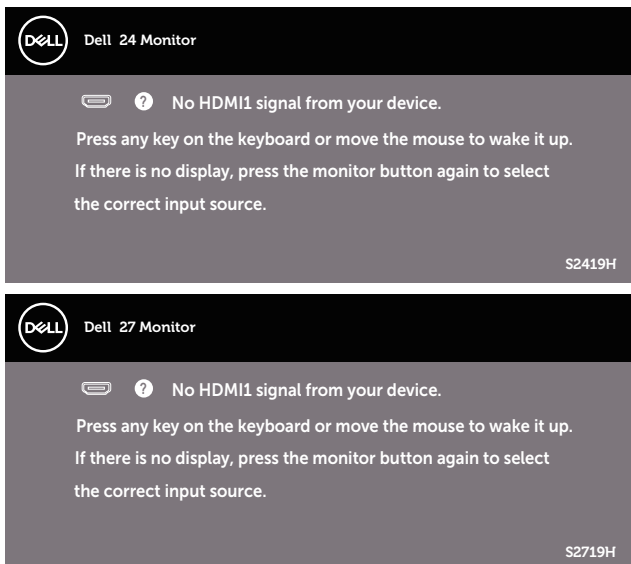 DELL
Dell 24 Monitor
? No HDMI1 signal from your device.
Press any key on the keyboard or move the mouse to wake it up.
If there is no display, press the monitor button again to select
the correct input source.
S2419H
DELL
Dell 27 Monitor
? No HDMI1 signal from your device.
Press any key on the keyboard or move the mouse to wake it up.
If there is no display, press the monitor button again to select
the correct input source.
S2719H